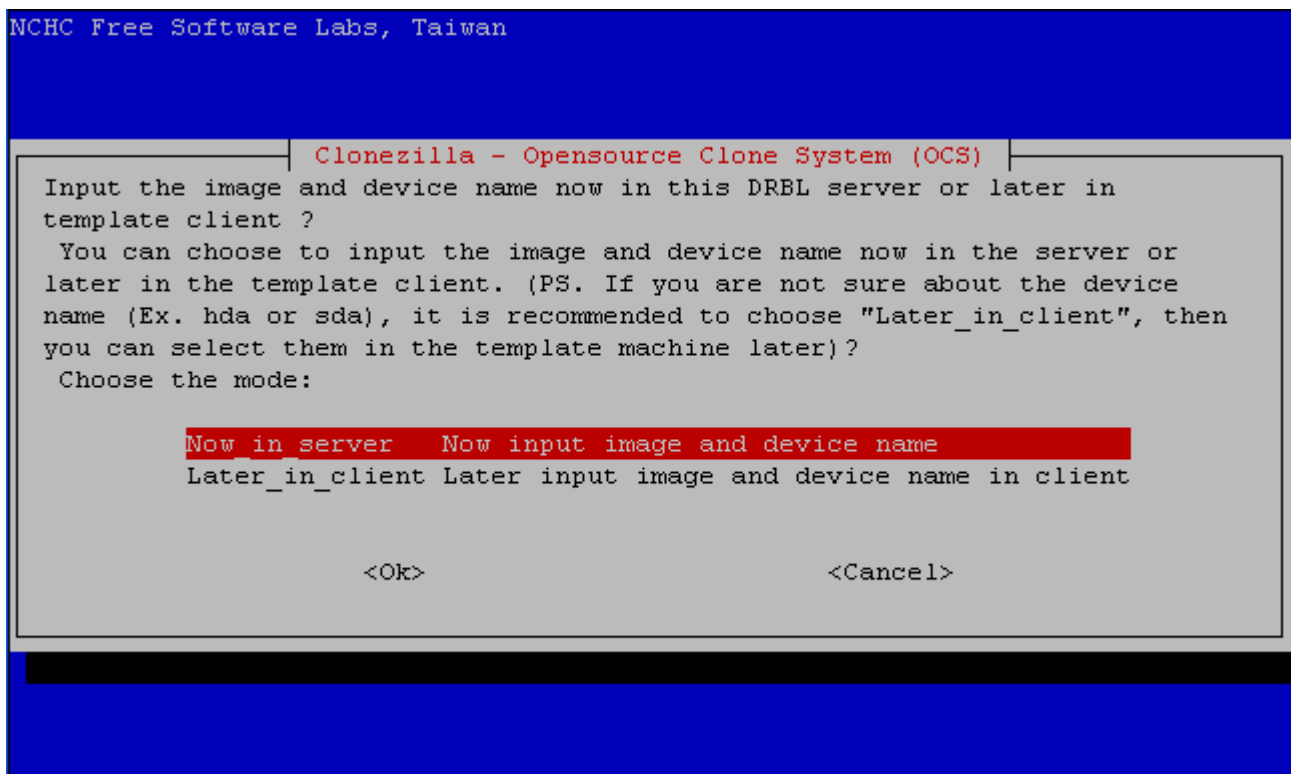 NCHC Free Software Labs, Taiwan
Clonezilla - Opensource Clone System (OCS)
Input the image and device name now in this DRBL server or later in
template client ?
You can choose to input the image and device name now in the server or
later in the template client. (PS. If you are not sure about the device
name (Ex. hda or sda), it is recommended to choose "Later_in_client", then
you can select them in the template machine later)?
Choose the mode:
Now_in_server Now input image and device name
Later_in_client Later input image and device name in client
<Ok> <Cancel>